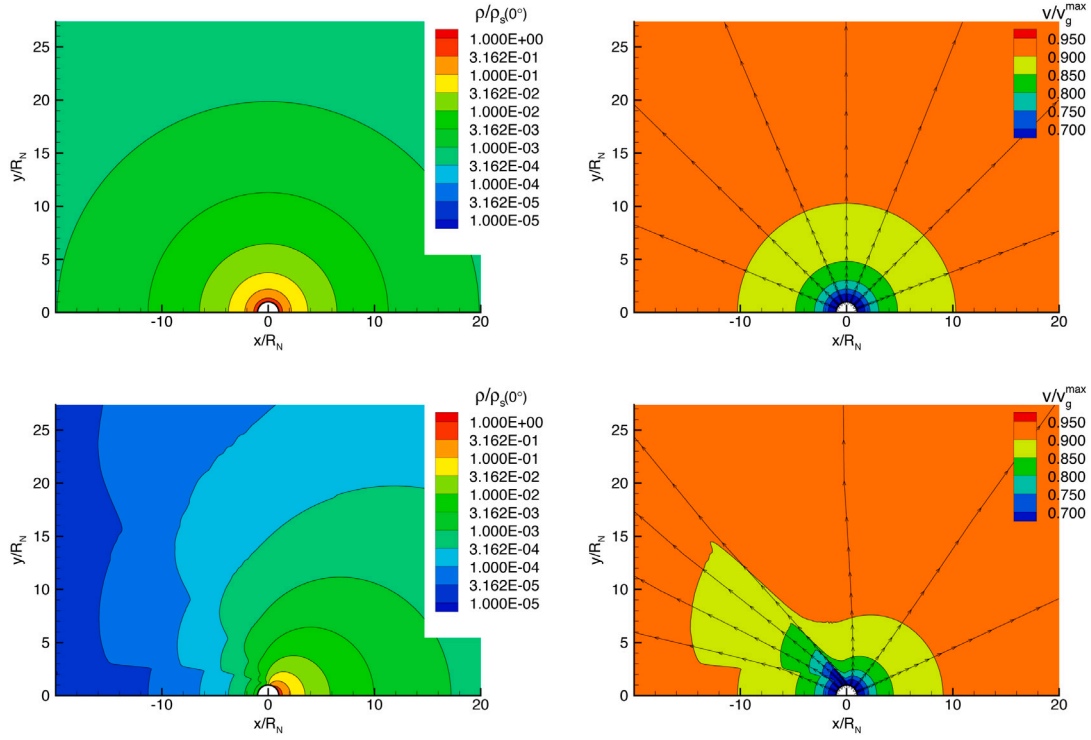 ρ/ρs(0°)
1.000E+00
3.162E-01
1.000E-01
3.162E-02
1.000E-02
3.162E-03
1.000E-03
3.162E-04
1.000E-04
3.162E-05
1.000E-05
y/RN
25
20
15
10
5
0
-10 0 10 20
x/RN
v/vgmax
0.950
0.900
0.850
0.800
0.750
0.700
y/RN
25
20
15
10
5
0
-10 0 10 20
x/RN
ρ/ρs(0°)
1.000E+00
3.162E-01
1.000E-01
3.162E-02
1.000E-02
3.162E-03
1.000E-03
3.162E-04
1.000E-04
3.162E-05
1.000E-05
y/RN
25
20
15
10
5
0
-10 0 10 20
x/RN
v/vgmax
0.950
0.900
0.850
0.800
0.750
0.700
y/RN
25
20
15
10
5
0
-10 0 10 20
x/RN